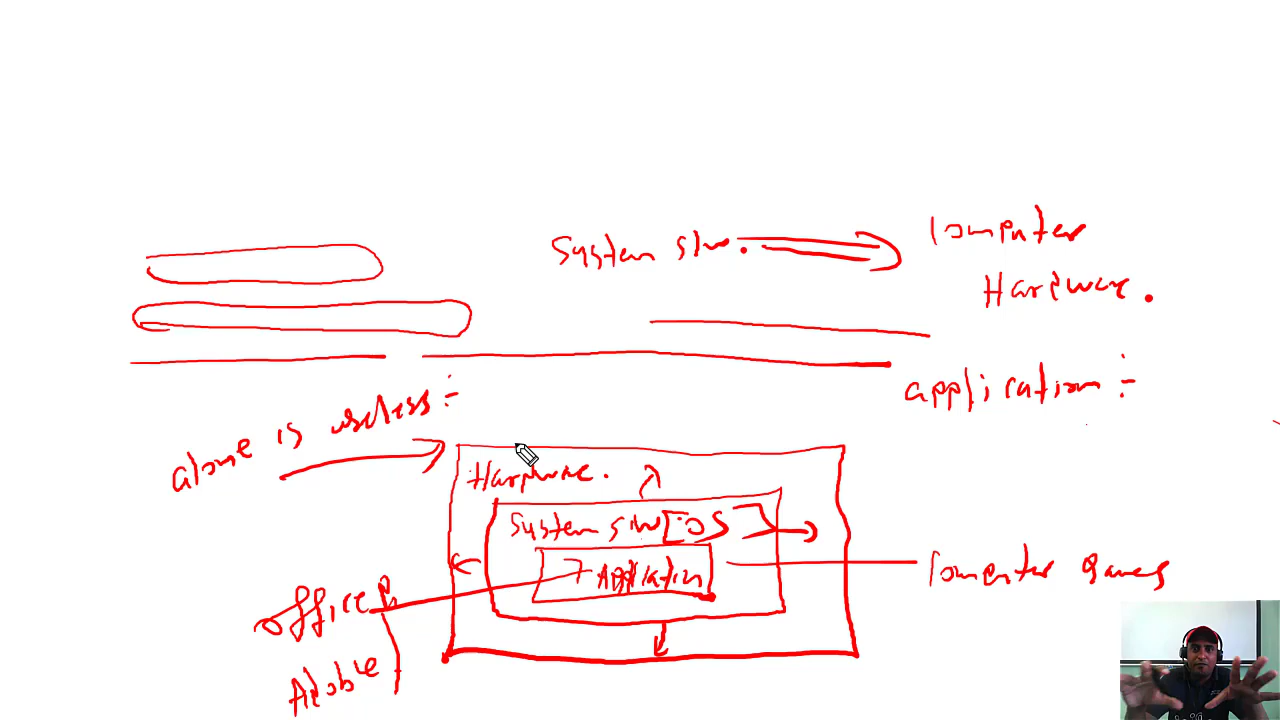 System s/w.
Computer
Hardware.
application :-
alone is useless :-
Hardware.
System s/w [OS]
Application
Computer games
office
Adobe